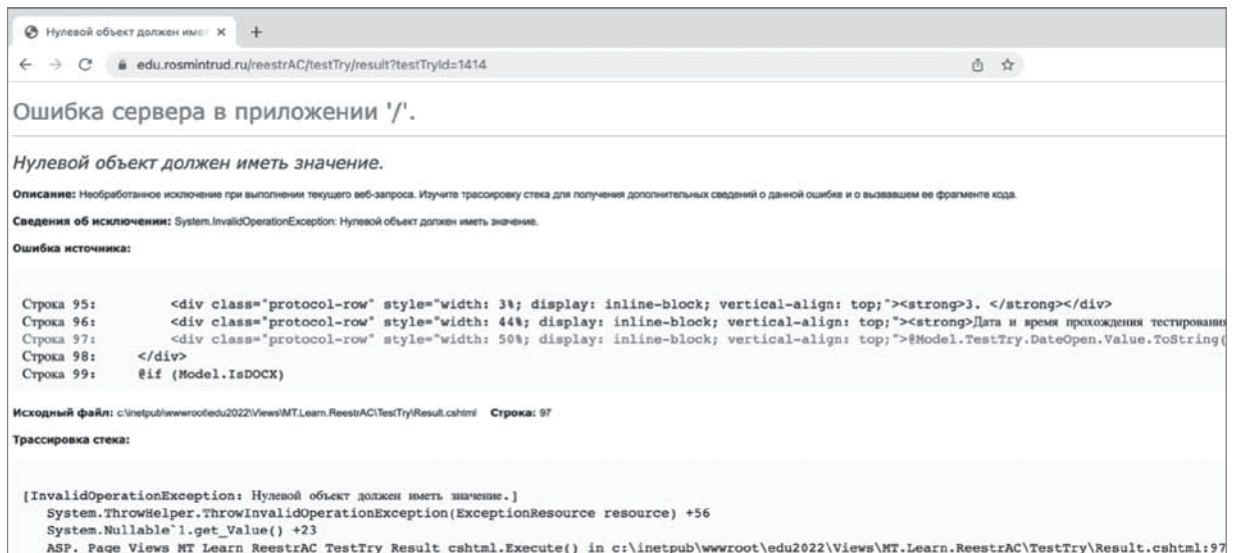 Нулевой объект должен имет
edu.rosmintrud.ru/reestrAC/testTry/result?testTryId=1414
Ошибка сервера в приложении '/'.
Нулевой объект должен иметь значение.
Описание: Необработанное исключение при выполнении текущего веб-запроса. Изучите трассировку стека для получения дополнительных сведений о данной ошибке и о вызвавшем ее фрагменте кода.
Сведения об исключении: System.InvalidOperationException: Нулевой объект должен иметь значение.
Ошибка источника:
Строка 95: <div class="protocol-row" style="width: 3%; display: inline-block; vertical-align: top;"><strong>3. </strong></div>
Строка 96: <div class="protocol-row" style="width: 44%; display: inline-block; vertical-align: top;"><strong>Дата и время прохождения тестирования
Строка 97: <div class="protocol-row" style="width: 50%; display: inline-block; vertical-align: top;">@Model.TestTry.DateOpen.Value.ToString(
Строка 98: </div>
Строка 99: @if (Model.IsDOCX)
Исходный файл: c:\inetpub\wwwroot\edu2022\Views\MT.Learn.ReestrAC\TestTry\Result.cshtml Строка: 97
Трассировка стека:
[InvalidOperationException: Нулевой объект должен иметь значение.]
System.ThrowHelper.ThrowInvalidOperationException(ExceptionResource resource) +56
System.Nullable`1.get_Value() +23
ASP._Page_Views_MT_Learn_ReestrAC_TestTry_Result_cshtml.Execute() in c:\inetpub\wwwroot\edu2022\Views\MT.Learn.ReestrAC\TestTry\Result.cshtml:97